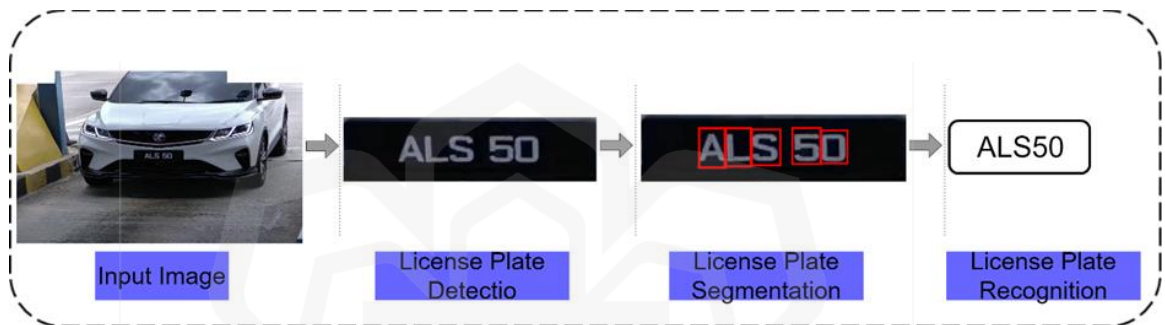 ALS 50
ALS 50
ALS 50
ALS50
Input Image
License Plate
Detectio
License Plate
Segmentation
License Plate
Recognition